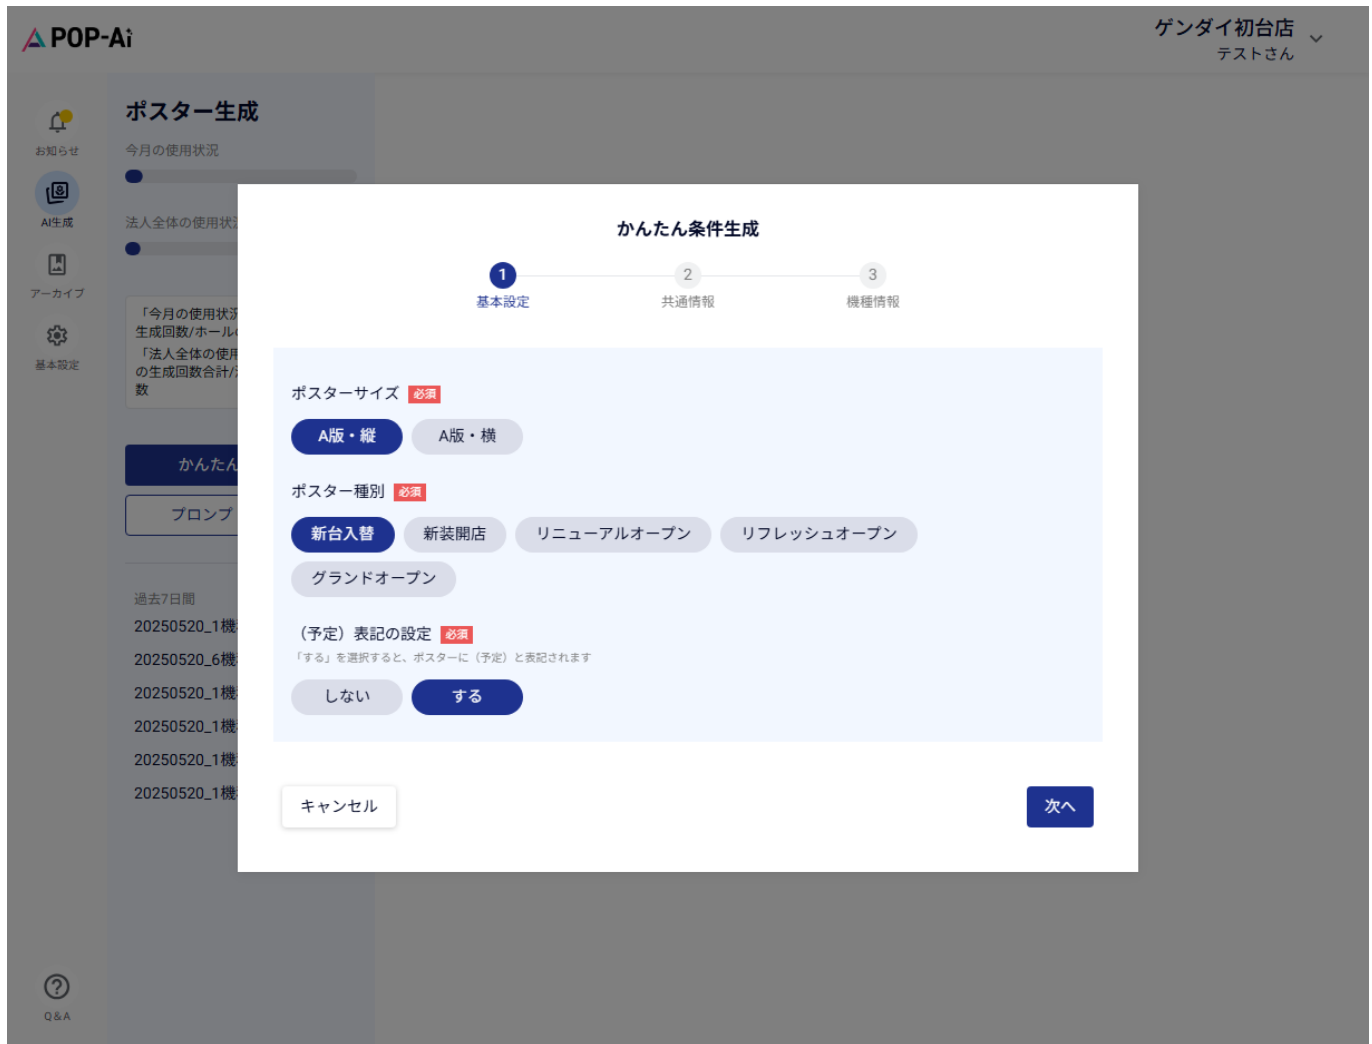 POP-Ai
ゲンダイ初台店
テストさん
お知らせ
AI生成
アーカイブ
基本設定
Q&A
ポスター生成
今月の使用状況
法人全体の使用状
「今月の使用状況
生成回数/ホール
「法人全体の使用
の生成回数合計/
数
かんたん
プロンプ
過去7日間
20250520_1機
20250520_6機
20250520_1機
20250520_1機
20250520_1機
20250520_1機
かんたん条件生成
1
2
3
基本設定
共通情報
機種情報
ポスターサイズ 必須
A版・縦 A版・横
ポスター種別 必須
新台入替 新装開店 リニューアルオープン リフレッシュオープン
グランドオープン
（予定）表記の設定 必須
「する」を選択すると、ポスターに（予定）と表記されます
しない する
キャンセル
次へ